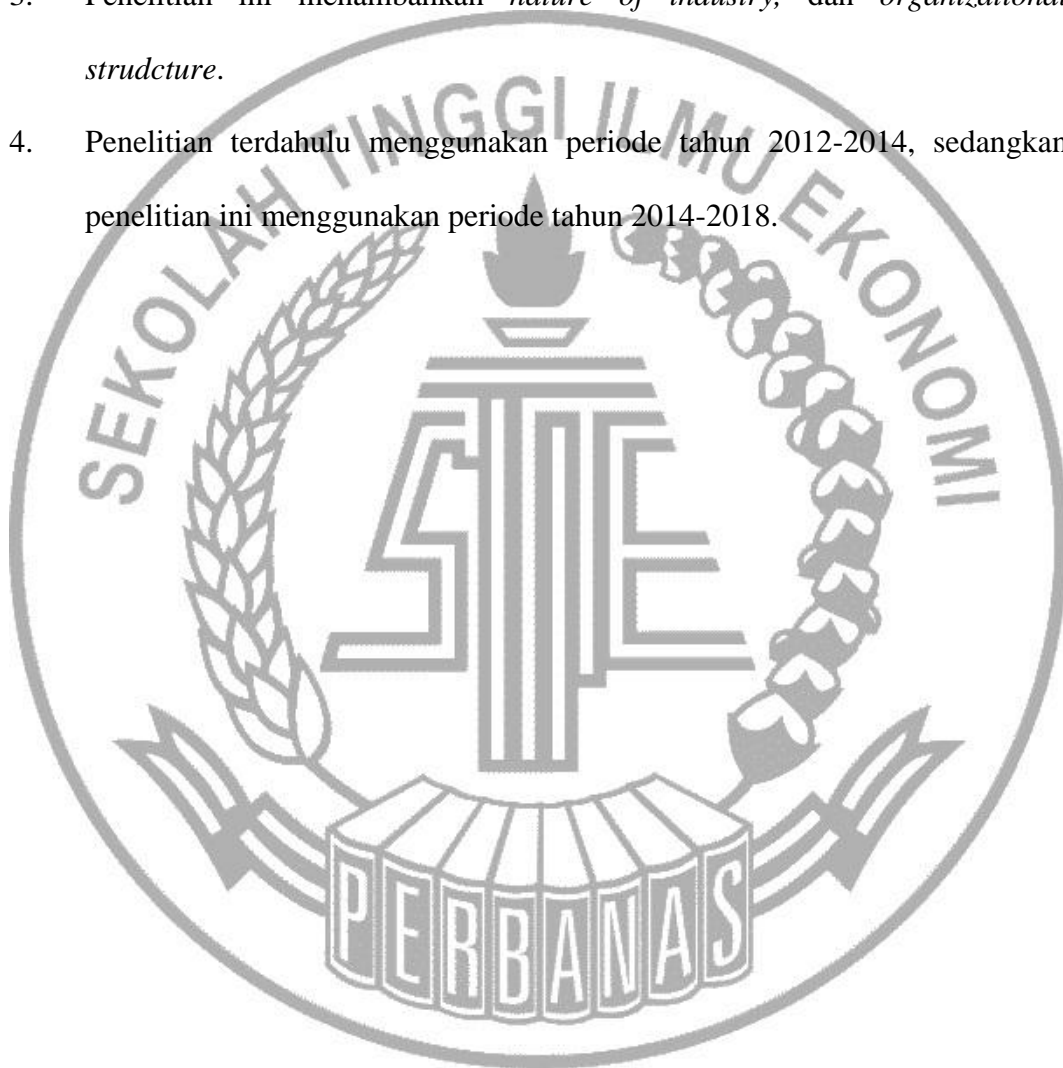 3. Penelitian ini menambahkan nature of industry, dan organizational
strudcture.
4. Penelitian terdahulu menggunakan periode tahun 2012-2014, sedangkan
penelitian ini menggunakan periode tahun 2014-2018.
SEKOLAH TINGGI ILMU EKONOMI
STIE
PERBANAS